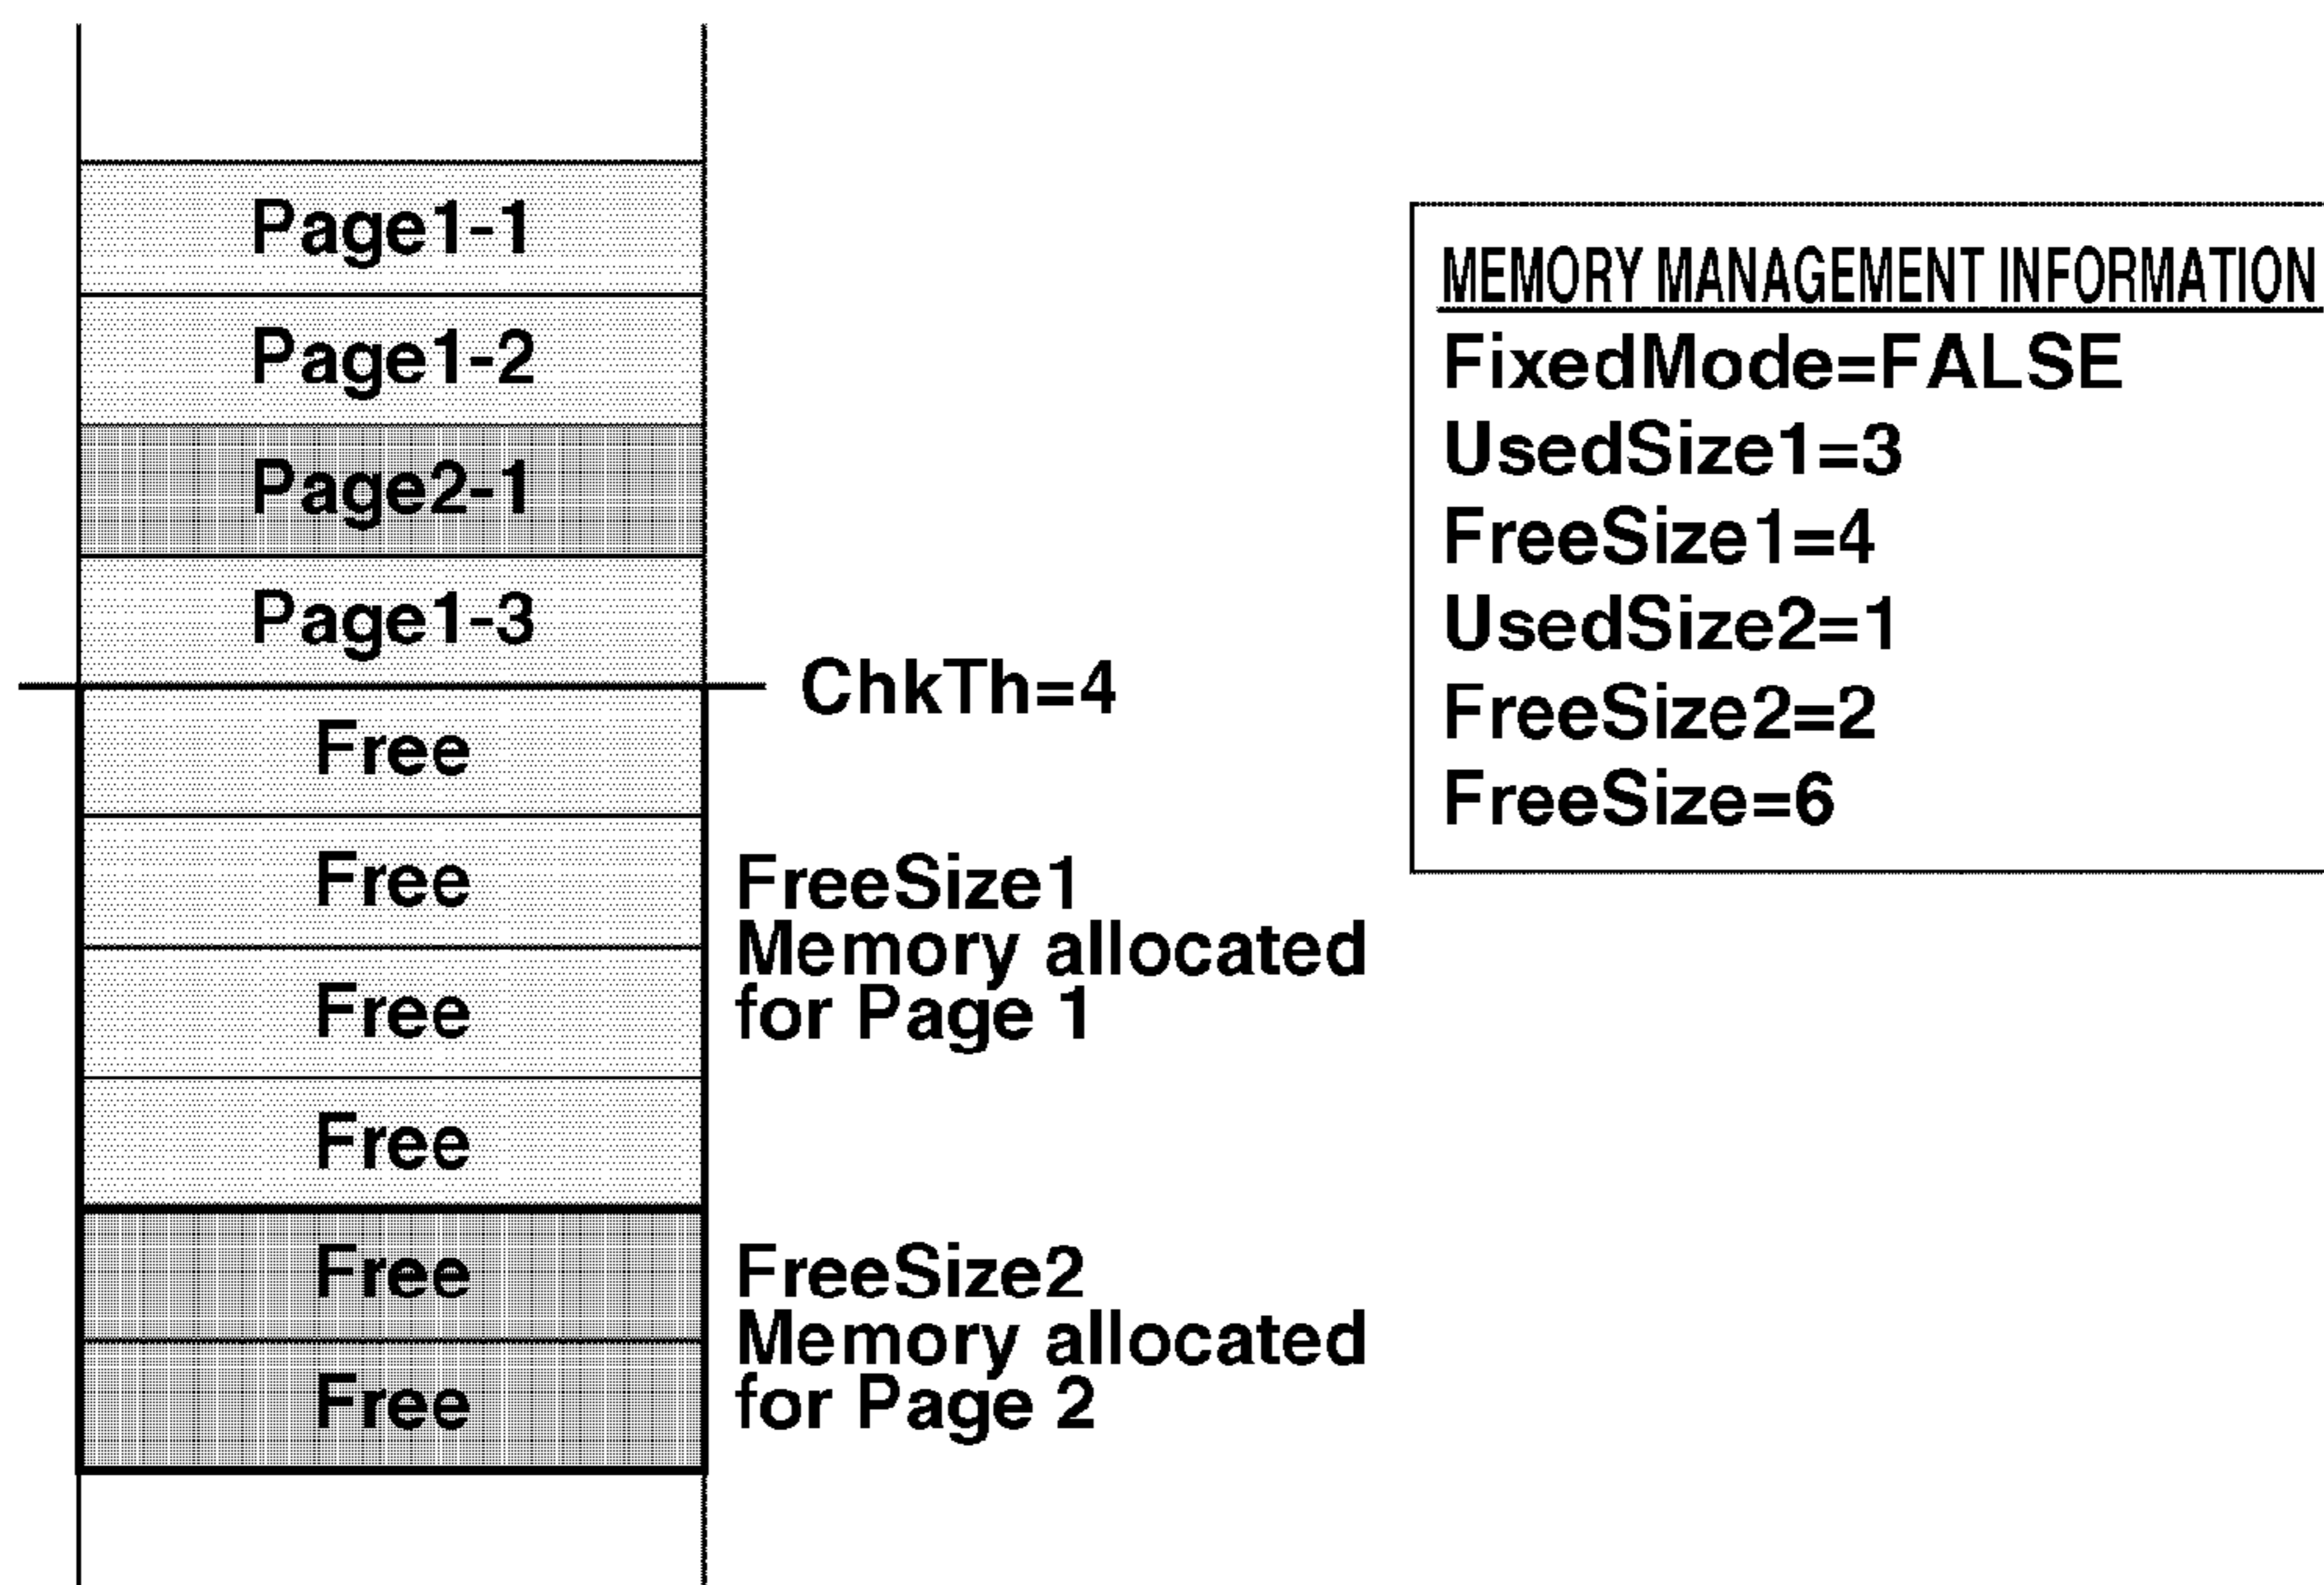 Page1-1
Page1-2
Page2-1
Page1-3
ChkTh=4
Free
Free
Free
Free
FreeSize1
Memory allocated
for Page 1
Free
Free
FreeSize2
Memory allocated
for Page 2
MEMORY MANAGEMENT INFORMATION
FixedMode=FALSE
UsedSize1=3
FreeSize1=4
UsedSize2=1
FreeSize2=2
FreeSize=6